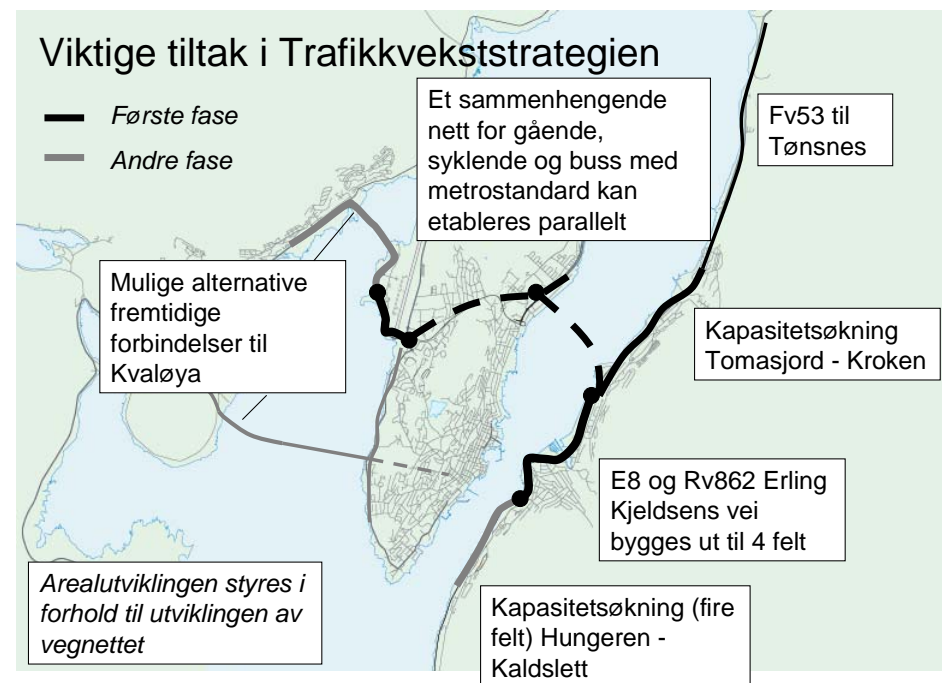 Viktige tiltak i Trafikkvekststrategien
Første fase
Andre fase
Et sammenhengende
nett for gående,
syklende og buss med
metrostandard kan
etableres parallelt
Fv53 til
Tønsnes
Mulige alternative
fremtidige
forbindelser til
Kvaløya
Kapasitetsøkning
Tomasjord - Kroken
E8 og Rv862 Erling
Kjeldsens vei
bygges ut til 4 felt
Arealutviklingen styres i
forhold til utviklingen av
vegnettet
Kapasitetsøkning (fire
felt) Hungeren -
Kaldslett